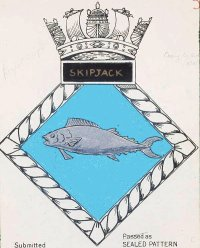 SKIPJACK
Submitted
Passed as
SEALED PATTERN